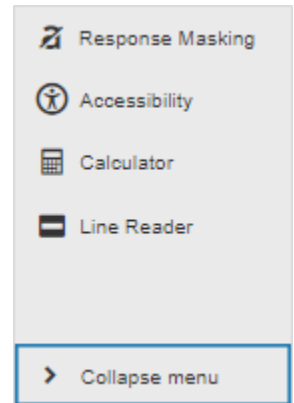 Response Masking
Accessibility
Calculator
Line Reader
Collapse menu